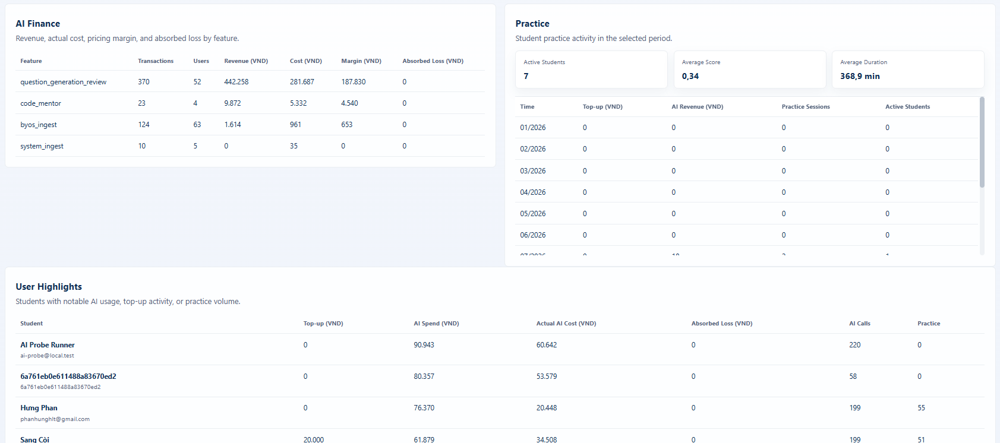 AI Finance
Revenue, actual cost, pricing margin, and absorbed loss by feature.
Feature Transactions Users Revenue (VND) Cost (VND) Margin (VND) Absorbed Loss (VND)
question_generation_review 370 52 442.258 281.687 187.830 0
code_mentor 23 4 9.872 5.332 4.540 0
byos_ingest 124 63 1.614 961 653 0
system_ingest 10 5 0 35 0 0
Practice
Student practice activity in the selected period.
Active Students
7
Average Score
0,34
Average Duration
368,9 min
Time Top-up (VND) AI Revenue (VND) Practice Sessions Active Students
01/2026 0 0 0 0
02/2026 0 0 0 0
03/2026 0 0 0 0
04/2026 0 0 0 0
05/2026 0 0 0 0
06/2026 0 0 0 0
07/2026 0
User Highlights
Students with notable AI usage, top-up activity, or practice volume.
Student Top-up (VND) AI Spend (VND) Actual AI Cost (VND) Absorbed Loss (VND) AI Calls Practice
AI Probe Runner 0 90.943 60.642 0 220 0
ai-probe@local.test
6a761eb0e611488a83670ed2 0 80.357 53.579 0 58 0
6a761eb0e611488a83670ed2
Hưng Phan 0 76.370 20.448 0 199 55
phanhunghlt@gmail.com
Sang Còi 20.000 61.879 34.508 0 199 51